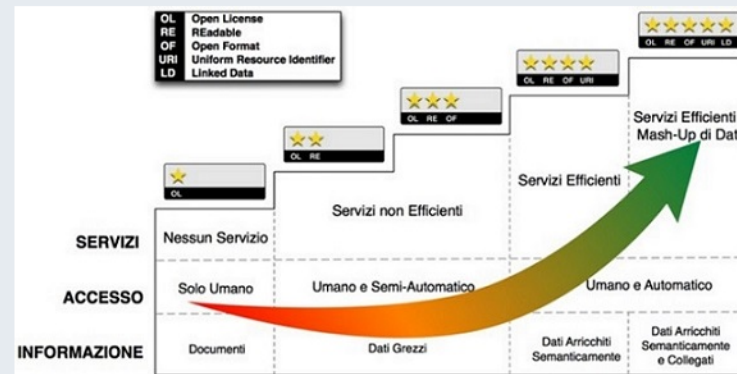 OL Open License
RE REadable
OF Open Format
URI Uniform Resource Identifier
LD Linked Data
OL RE OF URI LD
OL RE OF URI
OL RE OF
OL RE
OL
Servizi Efficienti
Mash-Up di Dat
Servizi Efficienti
Servizi non Efficienti
SERVIZI
Nessun Servizio
ACCESSO
Solo Umano
Umano e Semi-Automatico
Umano e Automatico
INFORMAZIONE
Documenti
Dati Grezzi
Dati Arricchiti
Semanticamente
Dati Arricchiti
Semanticamente
e Collegati